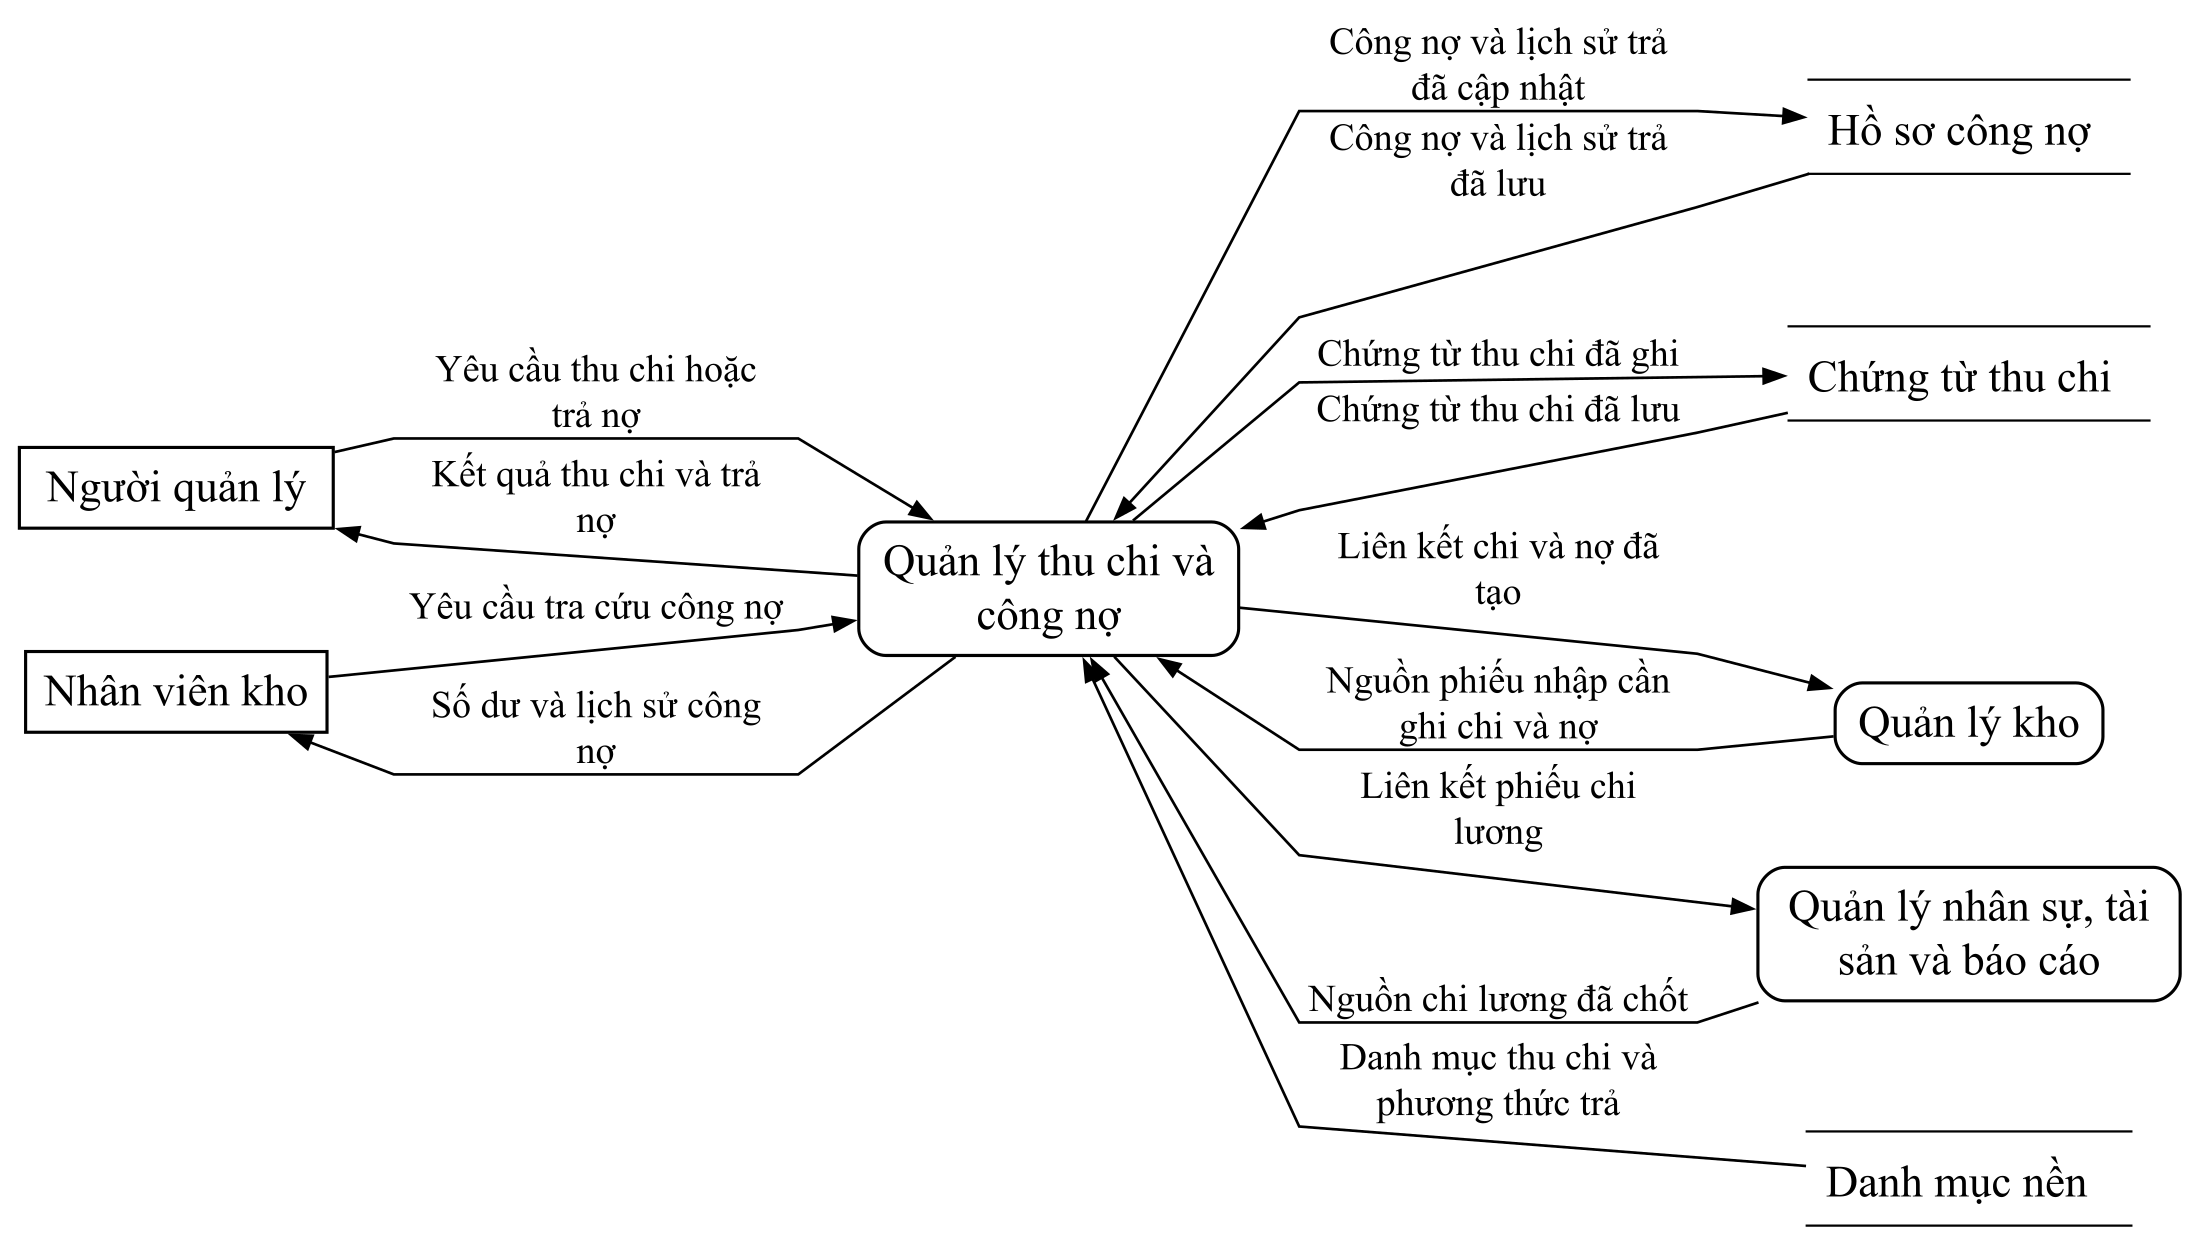 Công nợ và lịch sử trả
đã cập nhật
Hồ sơ công nợ
Công nợ và lịch sử trả
đã lưu
Chứng từ thu chi đã ghi
Chứng từ thu chi
Chứng từ thu chi đã lưu
Yêu cầu thu chi hoặc
trả nợ
Người quản lý
Kết quả thu chi và trả
nợ
Quản lý thu chi và
công nợ
Liên kết chi và nợ đã
tạo
Yêu cầu tra cứu công nợ
Nhân viên kho
Số dư và lịch sử công
nợ
Nguồn phiếu nhập cần
ghi chi và nợ
Quản lý kho
Liên kết phiếu chi
lương
Quản lý nhân sự, tài
sản và báo cáo
Nguồn chi lương đã chốt
Danh mục thu chi và
phương thức trả
Danh mục nền